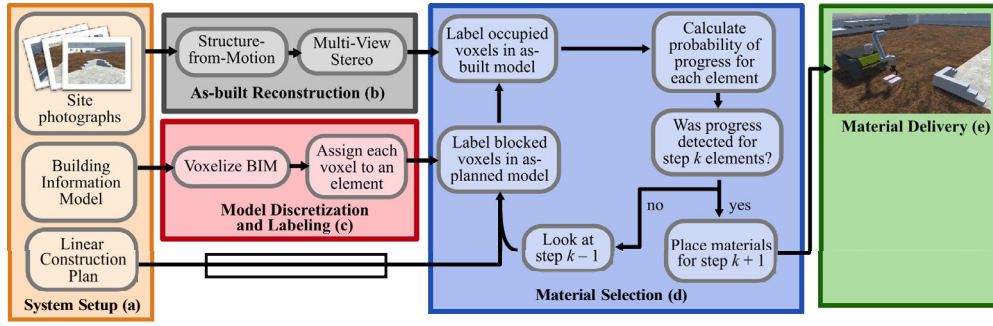 Site
photographs
Building
Information
Model
Linear
Construction
Plan
System Setup (a)
Structure-
from-Motion
Multi-View
Stereo
As-built Reconstruction (b)
Voxelize BIM
Assign each
voxel to an
element
Model Discretization
and Labeling (c)
Label occupied
voxels in as-
built model
Label blocked
voxels in as-
planned model
Calculate
probability of
progress for
each element
Was progress
detected for
step k elements?
no
yes
Look at
step k – 1
Place materials
for step k + 1
Material Selection (d)
Material Delivery (e)